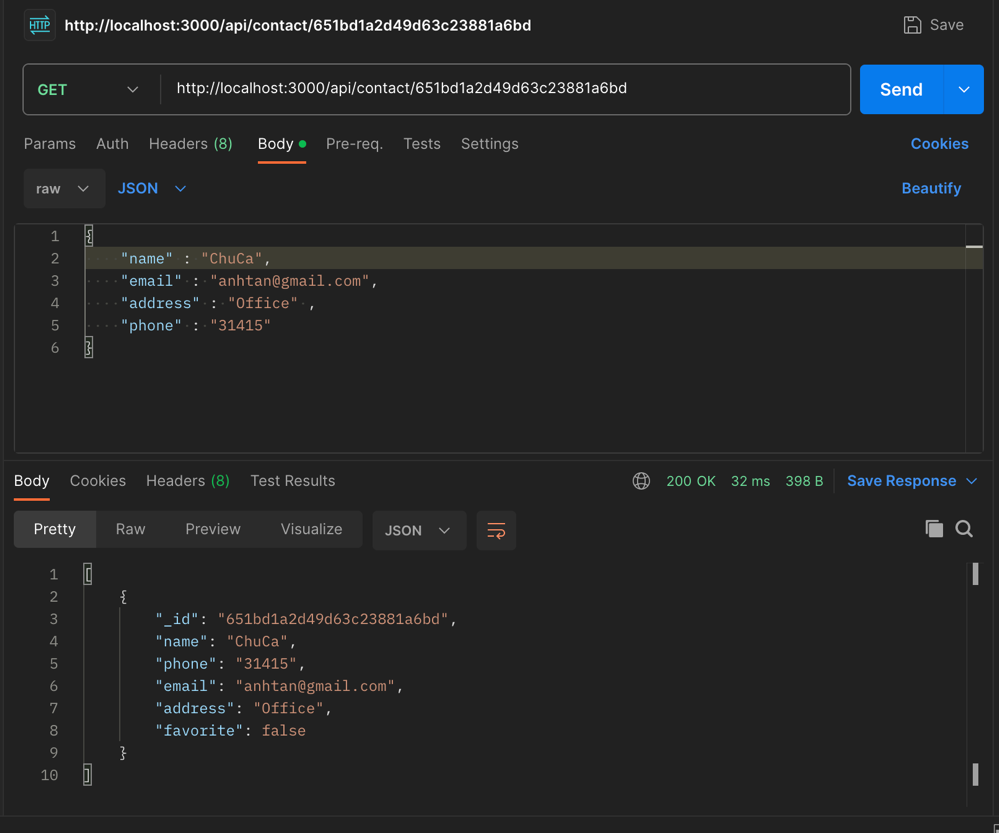 HTTP http://localhost:3000/api/contact/651bd1a2d49d63c23881a6bd Save
GET http://localhost:3000/api/contact/651bd1a2d49d63c23881a6bd Send
Params Auth Headers (8) Body Pre-req. Tests Settings Cookies
raw JSON Beautify
1 {
2 ····"name"·:·"ChuCa",
3 ····"email"·:·"anhtan@gmail.com",
4 ····"address"·:·"Office"·,
5 ····"phone"·:·"31415"
6 }
Body Cookies Headers (8) Test Results 200 OK 32 ms 398 B Save Response
Pretty Raw Preview Visualize JSON
1 [
2 {
3 "_id": "651bd1a2d49d63c23881a6bd",
4 "name": "ChuCa",
5 "phone": "31415",
6 "email": "anhtan@gmail.com",
7 "address": "Office",
8 "favorite": false
9 }
10 ]